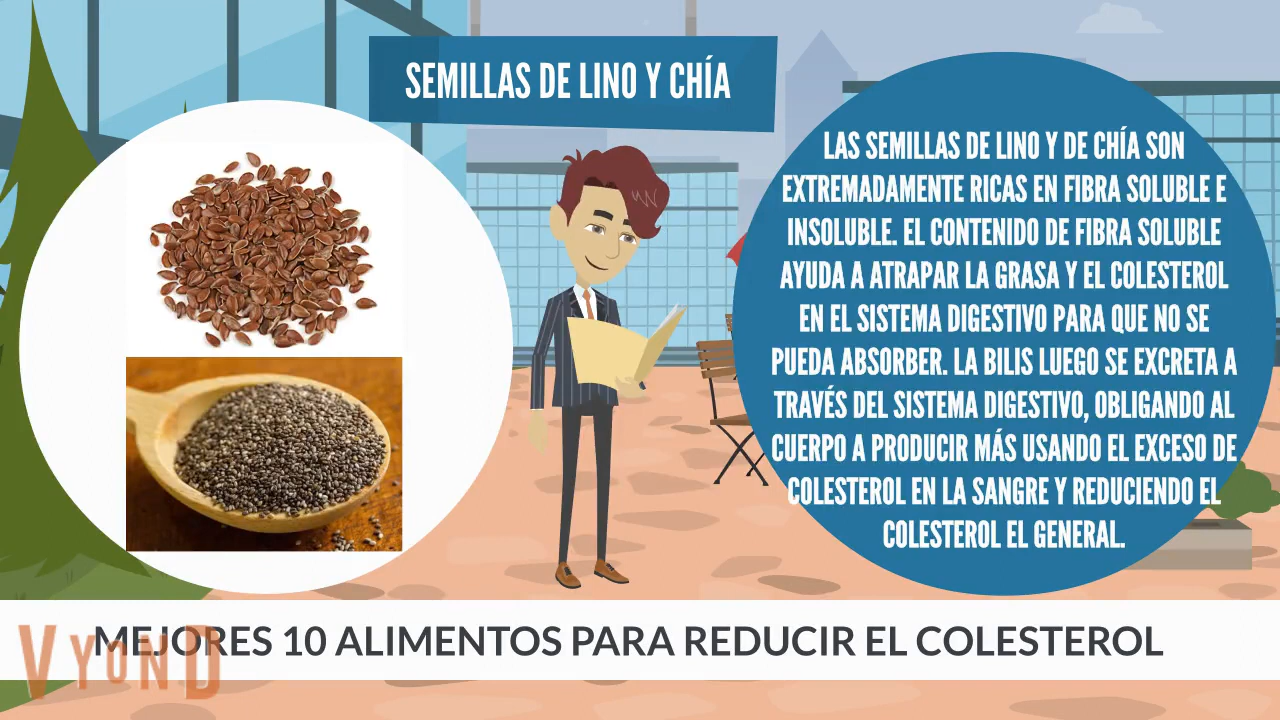 SEMILLAS DE LINO Y CHÍA
LAS SEMILLAS DE LINO Y DE CHÍA SON
EXTREMADAMENTE RICAS EN FIBRA SOLUBLE E
INSOLUBLE. EL CONTENIDO DE FIBRA SOLUBLE
AYUDA A ATRAPAR LA GRASA Y EL COLESTEROL
EN EL SISTEMA DIGESTIVO PARA QUE NO SE
PUEDA ABSORBER. LA BILIS LUEGO SE EXCRETA A
TRAVÉS DEL SISTEMA DIGESTIVO, OBLIGANDO AL
CUERPO A PRODUCIR MÁS USANDO EL EXCESO DE
COLESTEROL EN LA SANGRE Y REDUCIENDO EL
COLESTEROL EL GENERAL.
MEJORES 10 ALIMENTOS PARA REDUCIR EL COLESTEROL
VYOND